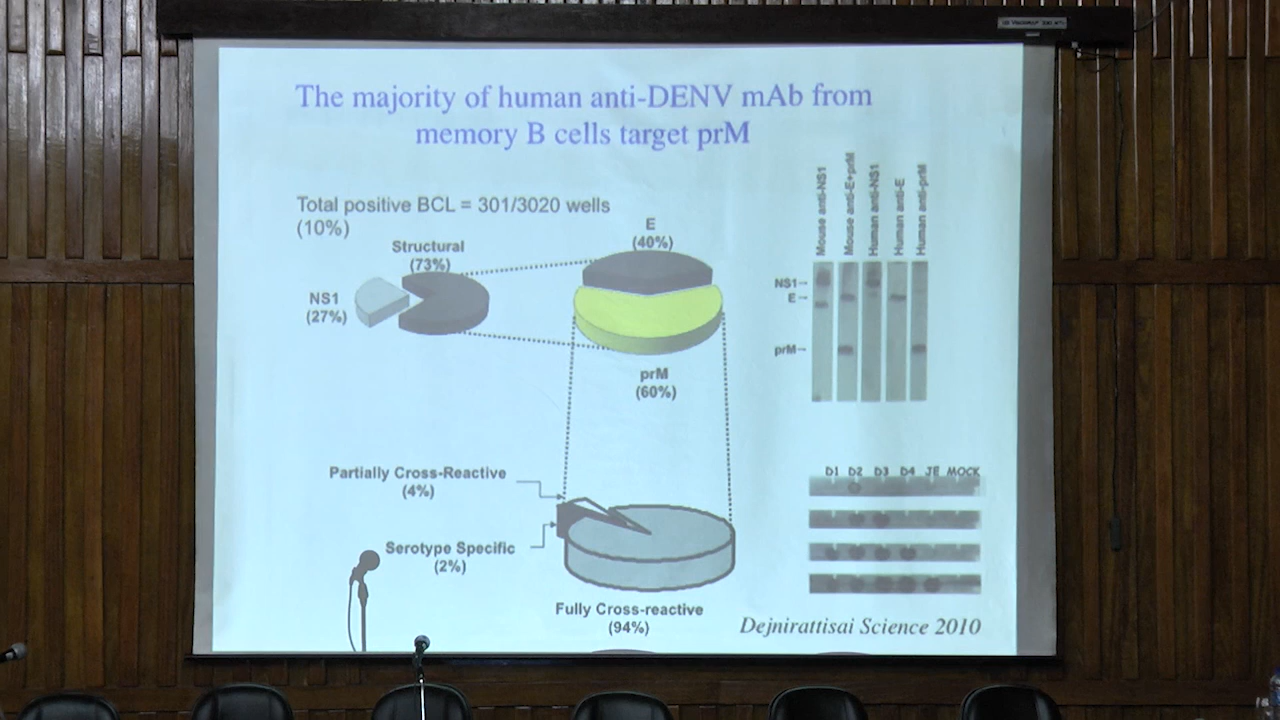 The majority of human anti-DENV mAb from
memory B cells target prM
Total positive BCL = 301/3020 wells
(10%)
Structural
(73%)
NS1
(27%)
E
(40%)
prM
(60%)
Partially Cross-Reactive
(4%)
Serotype Specific
(2%)
Fully Cross-reactive
(94%)
Mouse anti-NS1
Mouse anti-E+prM
Human anti-NS1
Human anti-E
Human anti-prM
NS1
E
prM
D1 D2 D3 D4 JE MOCK
Dejnirattisai Science 2010